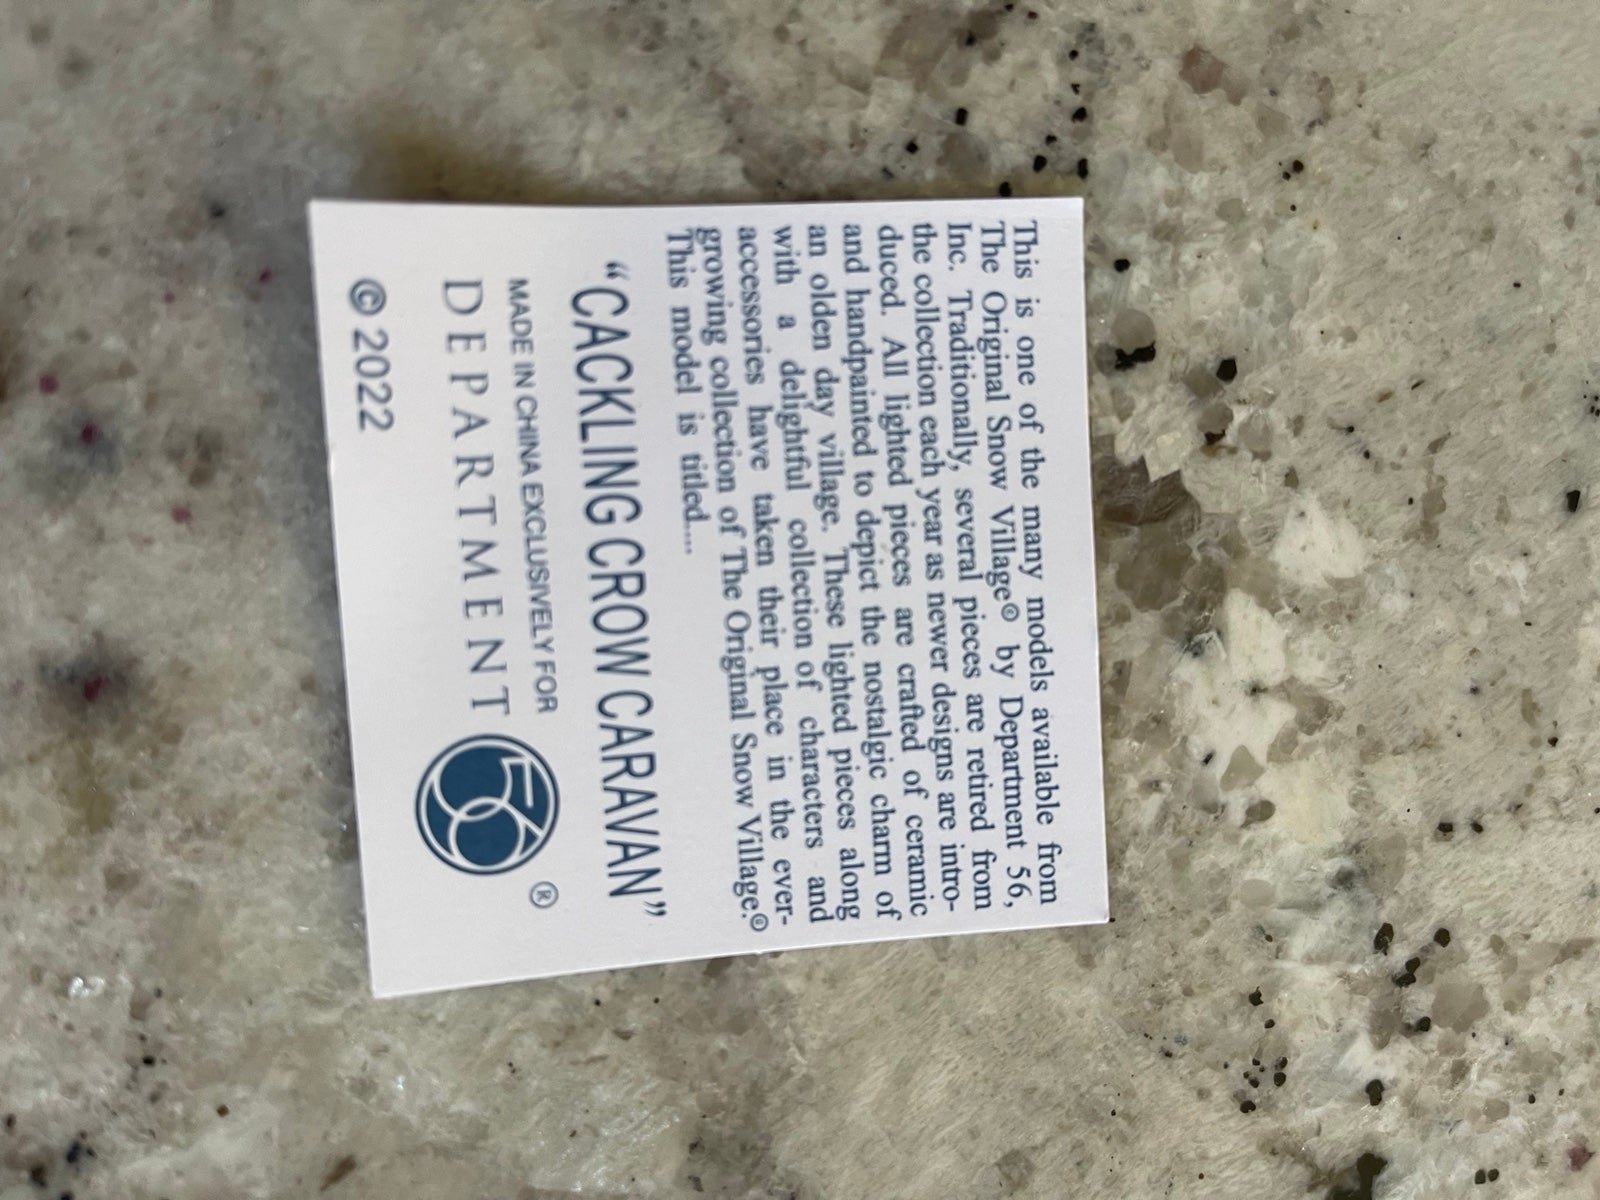 This is one of the many models available from
The Original Snow Village® by Department 56,
Inc. Traditionally, several pieces are retired from
the collection each year as newer designs are intro-
duced. All lighted pieces are crafted of ceramic
and handpainted to depict the nostalgic charm of
an olden day village. These lighted pieces along
with a delightful collection of characters and
accessories have taken their place in the ever-
growing collection of The Original Snow Village.®
This model is titled....
“CACKLING CROW CARAVAN”
MADE IN CHINA EXCLUSIVELY FOR
DEPARTMENT 56 ®
© 2022